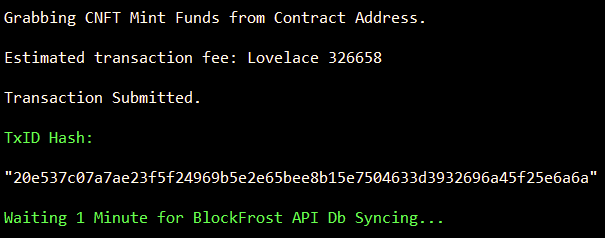 Grabbing CNFT Mint Funds from Contract Address.
Estimated transaction fee: Lovelace 326658
Transaction Submitted.
TxID Hash:
"20e537c07a7ae23f5f24969b5e2e65bee8b15e7504633d3932696a45f25e6a6a"
Waiting 1 Minute for BlockFrost API Db Syncing...